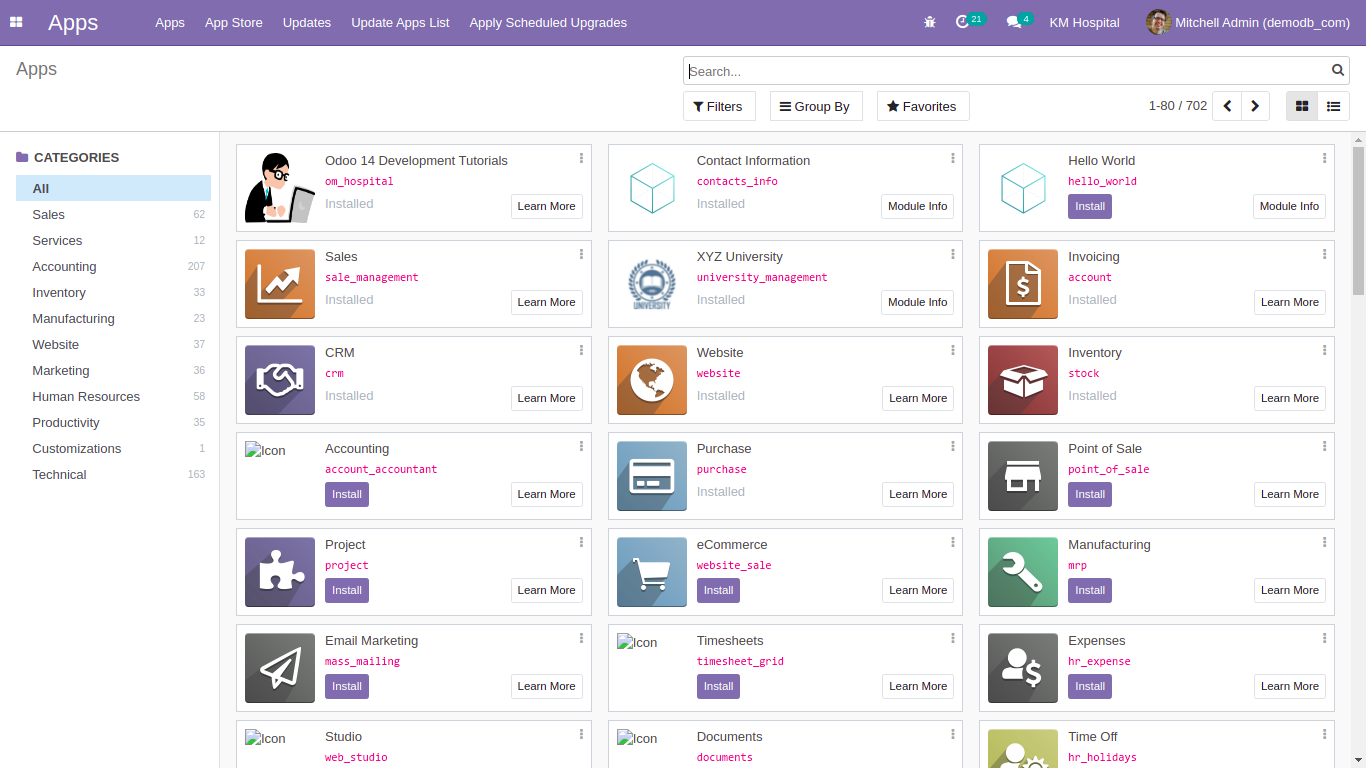 Apps
Apps
App Store
Updates
Update Apps List
Apply Scheduled Upgrades
21
4
KM Hospital
Mitchell Admin (demodb_com)
Apps
Search...
Filters
Group By
Favorites
1-80 / 702
CATEGORIES
All
Sales 62
Services 12
Accounting 207
Inventory 33
Manufacturing 23
Website 37
Marketing 36
Human Resources 58
Productivity 35
Customizations 1
Technical 163
Odoo 14 Development Tutorials
om_hospital
Installed
Learn More
Contact Information
contacts_info
Installed
Module Info
Hello World
hello_world
Install
Module Info
Sales
sale_management
Installed
Learn More
UNIVERSITY
XYZ University
university_management
Installed
Module Info
Invoicing
account
Installed
Learn More
CRM
crm
Installed
Learn More
Website
website
Installed
Learn More
Inventory
stock
Installed
Learn More
Icon
Accounting
account_accountant
Install
Learn More
Purchase
purchase
Installed
Learn More
Point of Sale
point_of_sale
Install
Learn More
Project
project
Install
Learn More
eCommerce
website_sale
Install
Learn More
Manufacturing
mrp
Install
Learn More
Email Marketing
mass_mailing
Install
Learn More
Icon
Timesheets
timesheet_grid
Install
Learn More
Expenses
hr_expense
Install
Learn More
Icon
Studio
web_studio
Icon
Documents
documents
Time Off
hr_holidays